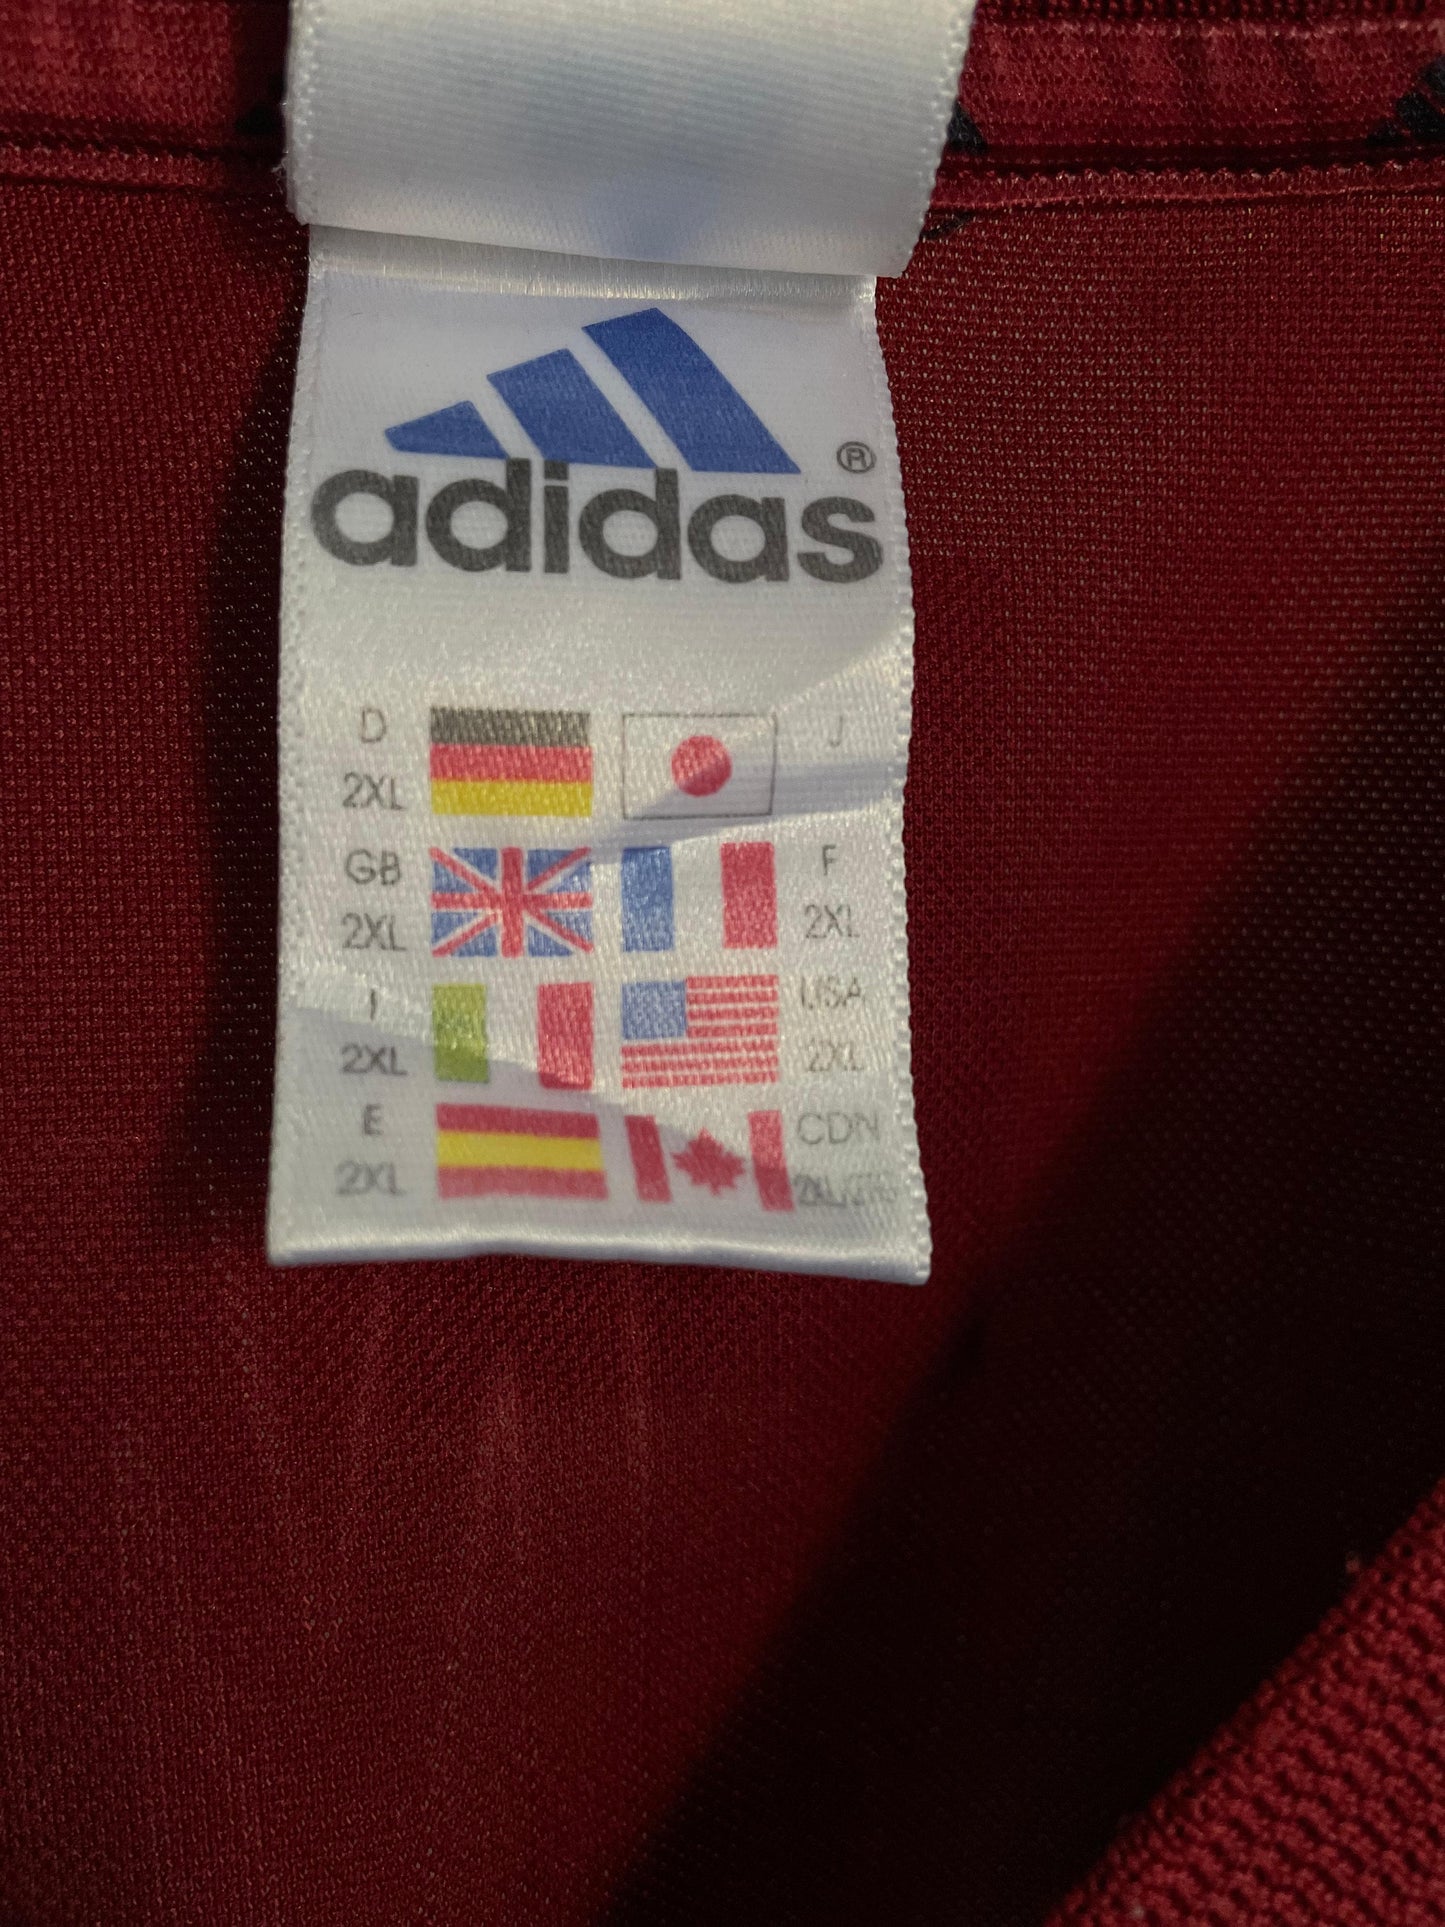 adidas ®
D J
2XL
GB F
2XL 2XL
I USA
2XL 2XL
E CDN
2XL